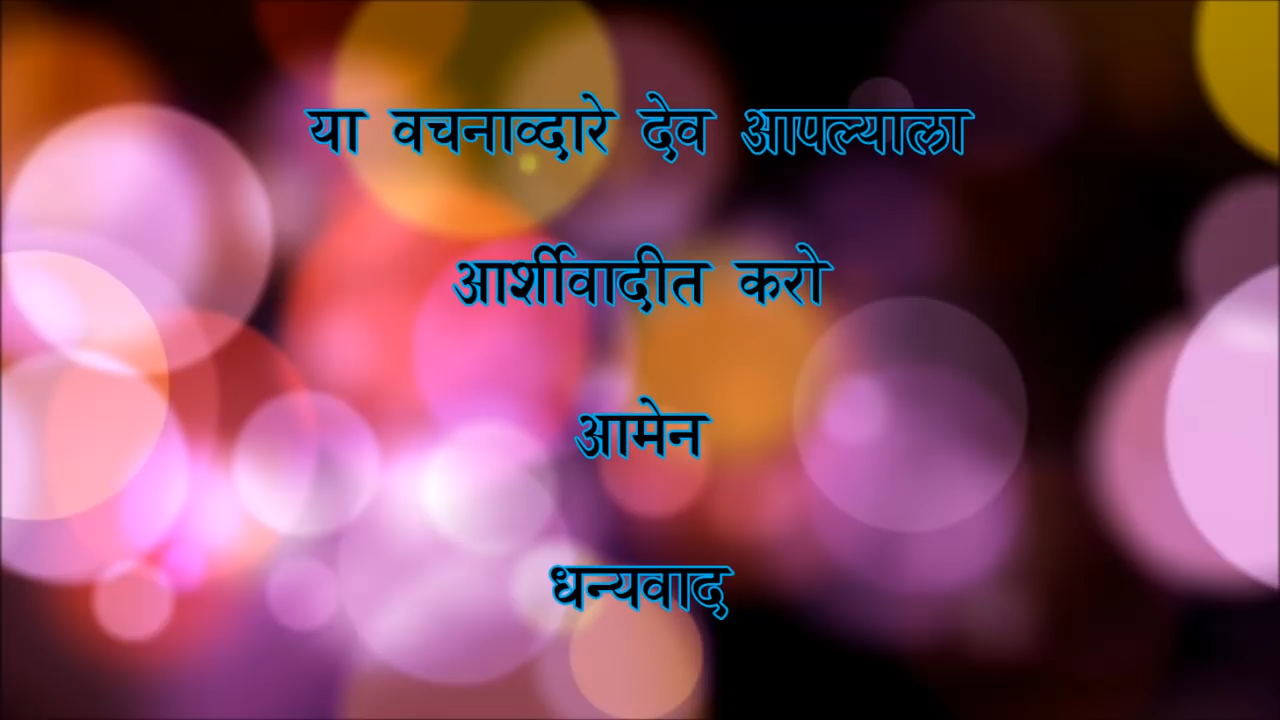 या वचनाव्दारे देव आपल्याला
आर्शीवादीत करो
आमेन
धन्यवाद